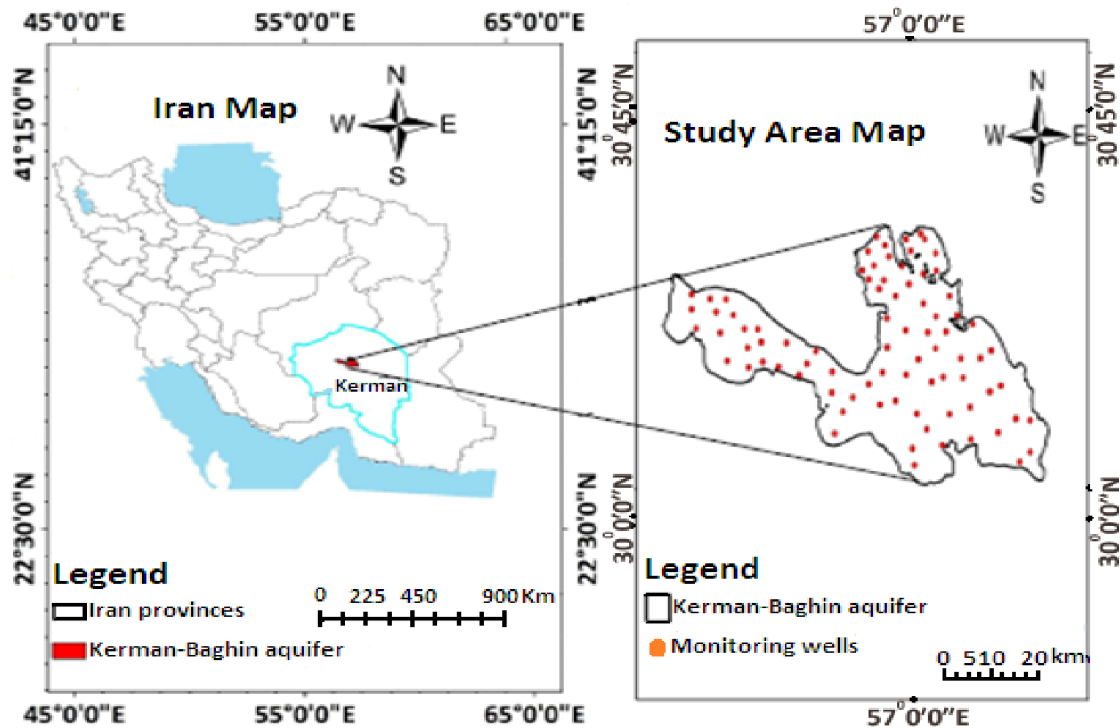 45°0'0"E 55°0'0"E 65°0'0"E
57°0'0"E
41°15'0"N
41°15'0"N
30°45'0"N
30°45'0"N
Iran Map
N
W E
S
Study Area Map
N
W E
S
Kerman
22°30'0"N
22°30'0"N
30°0'0"N
30°0'0"N
Legend
Iran provinces
Kerman-Baghin aquifer
0 225 450 900 Km
Legend
Kerman-Baghin aquifer
Monitoring wells
0 510 20 km
45°0'0"E 55°0'0"E 65°0'0"E
57°0'0"E